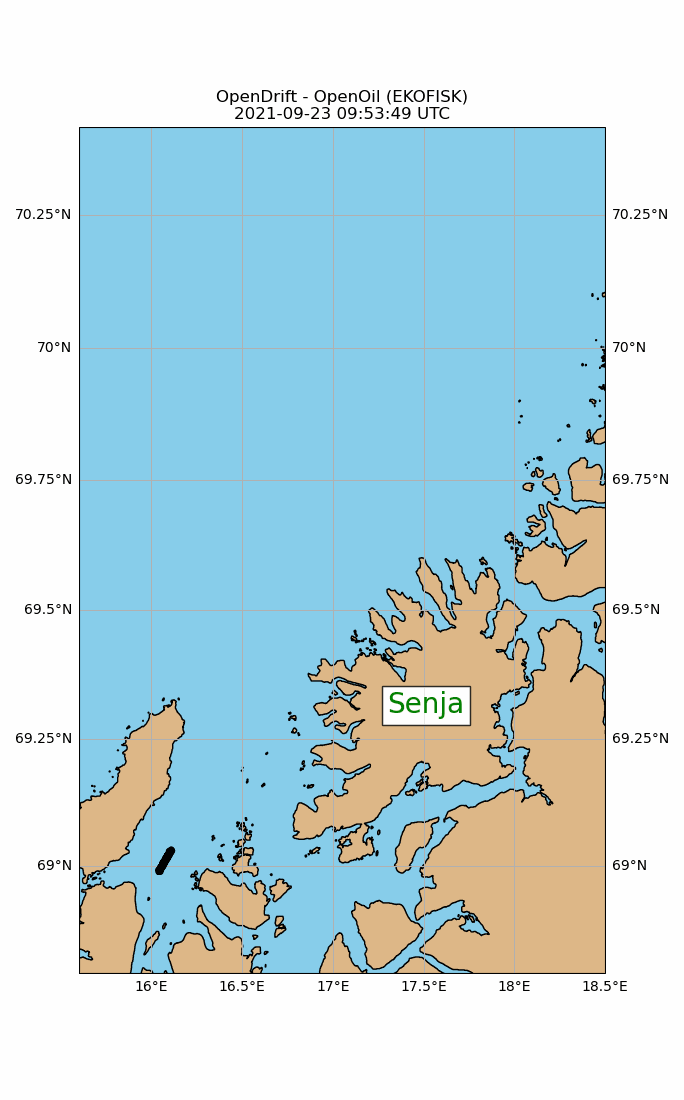 OpenDrift - OpenOil (EKOFISK)
2021-09-23 09:53:49 UTC
70.25°N 70.25°N
70°N 70°N
69.75°N 69.75°N
69.5°N 69.5°N
Senja
69.25°N 69.25°N
69°N 69°N
16°E 16.5°E 17°E 17.5°E 18°E 18.5°E